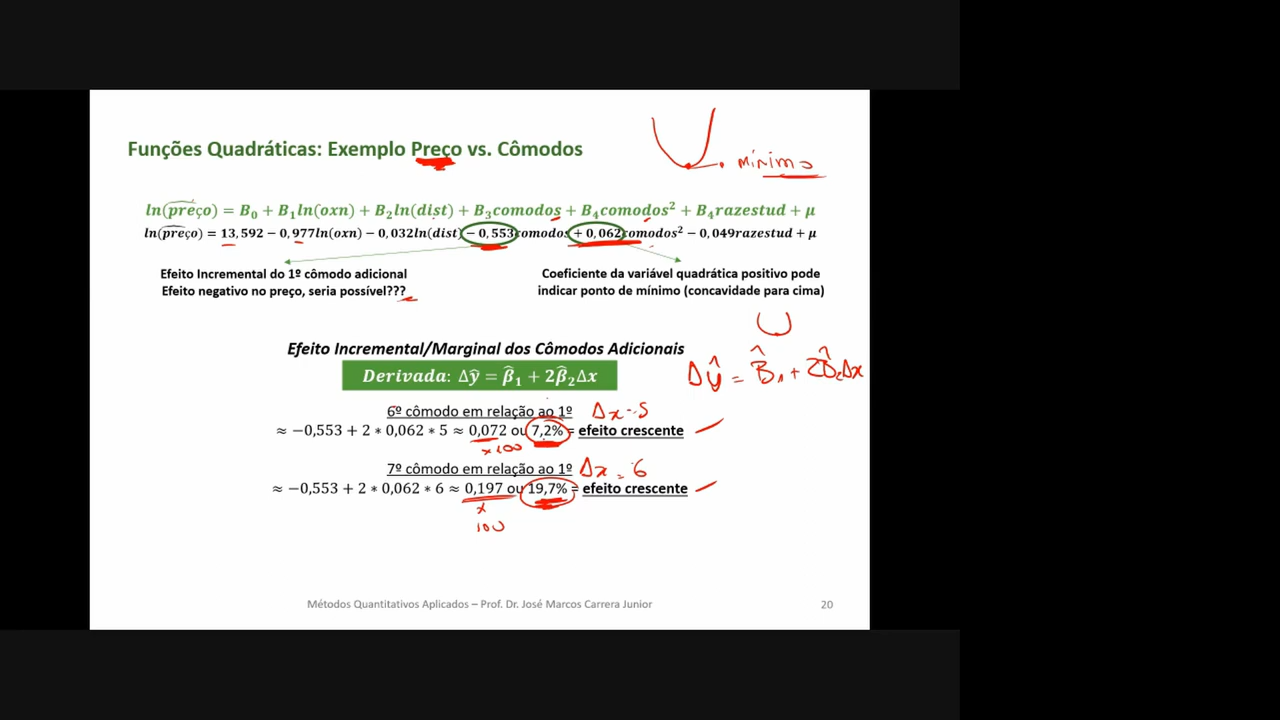 Funções Quadráticas: Exemplo Preço vs. Cômodos
mínimo
ln(preço) = B₀ + B₁ln(oxn) + B₂ln(dist) + B₃comodos + B₄comodos² + B₄razestud + μ
ln(preço) = 13,592 − 0,977ln(oxn) − 0,032ln(dist) − 0,553comodos + 0,062comodos² − 0,049razestud + μ
Efeito Incremental do 1º cômodo adicional
Efeito negativo no preço, seria possível???
Coeficiente da variável quadrática positivo pode
indicar ponto de mínimo (concavidade para cima)
Efeito Incremental/Marginal dos Cômodos Adicionais
Derivada: Δŷ = β̂₁ + 2β̂₂Δx
Δŷ = B̂₁ + 2B̂₂Δx
6º cômodo em relação ao 1º Δx = 5
≈ −0,553 + 2 * 0,062 * 5 ≈ 0,072 ou 7,2% = efeito crescente
x100
7º cômodo em relação ao 1º Δx = 6
≈ −0,553 + 2 * 0,062 * 6 ≈ 0,197 ou 19,7% = efeito crescente
x
100
Métodos Quantitativos Aplicados – Prof. Dr. José Marcos Carrera Junior 20